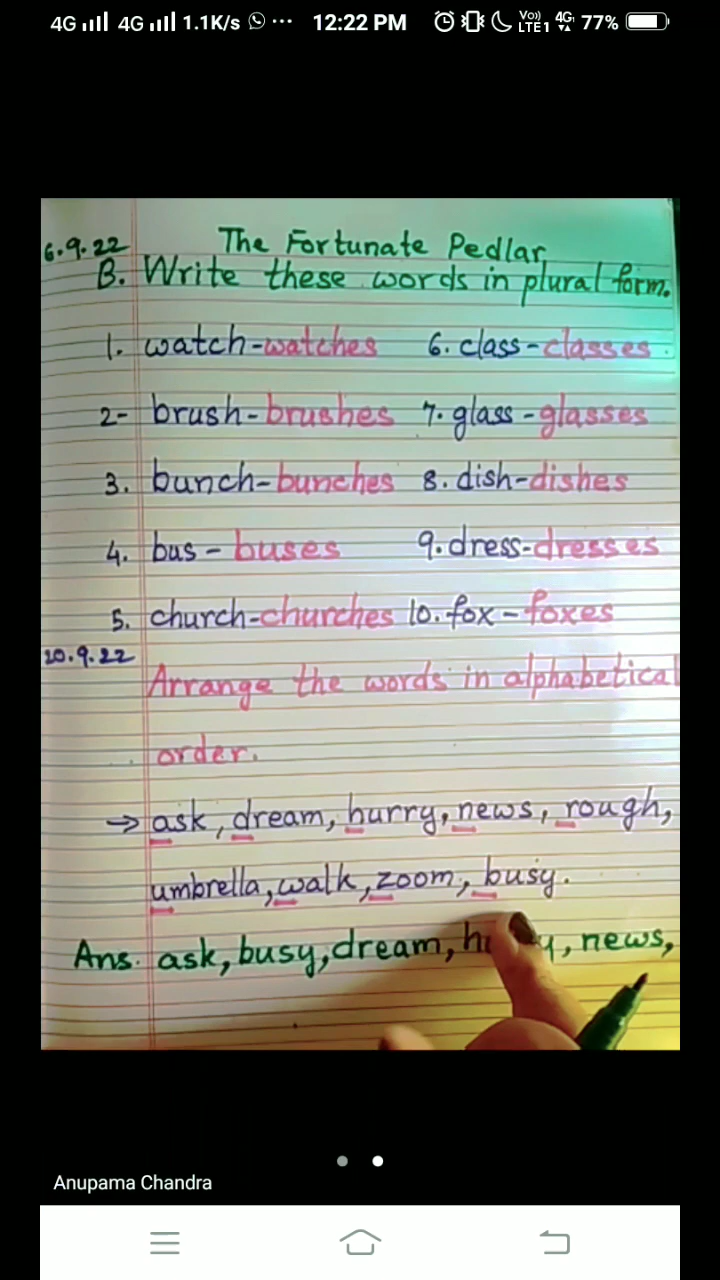 4G 4G 1.1K/s ... 12:22 PM Vo) LTE1 4G 77%
6.9.22 The Fortunate Pedlar
B. Write these words in plural form.
1. watch-watches 6. class-classes.
2- brush-brushes 7. glass-glasses
3. bunch-bunches 8. dish-dishes
4. bus-buses 9. dress-dresses
5. church-churches 10. fox-foxes
10.9.22
Arrange the words in alphabetical
order.
→ ask, dream, hurry, news, rough,
umbrella, walk, zoom, busy.
Ans. ask, busy, dream, news,
Anupama Chandra